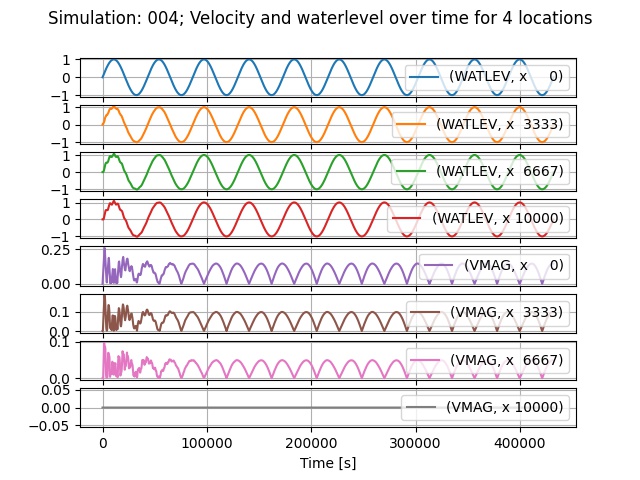 Simulation: 004; Velocity and waterlevel over time for 4 locations
1
0
−1
(WATLEV, x     0)
1
0
−1
(WATLEV, x  3333)
1
0
−1
(WATLEV, x  6667)
1
0
−1
(WATLEV, x 10000)
0.25
0.00
(VMAG, x     0)
0.1
0.0
(VMAG, x  3333)
0.1
0.0
(VMAG, x  6667)
0.05
0.00
−0.05
(VMAG, x 10000)
0 100000 200000 300000 400000
Time [s]